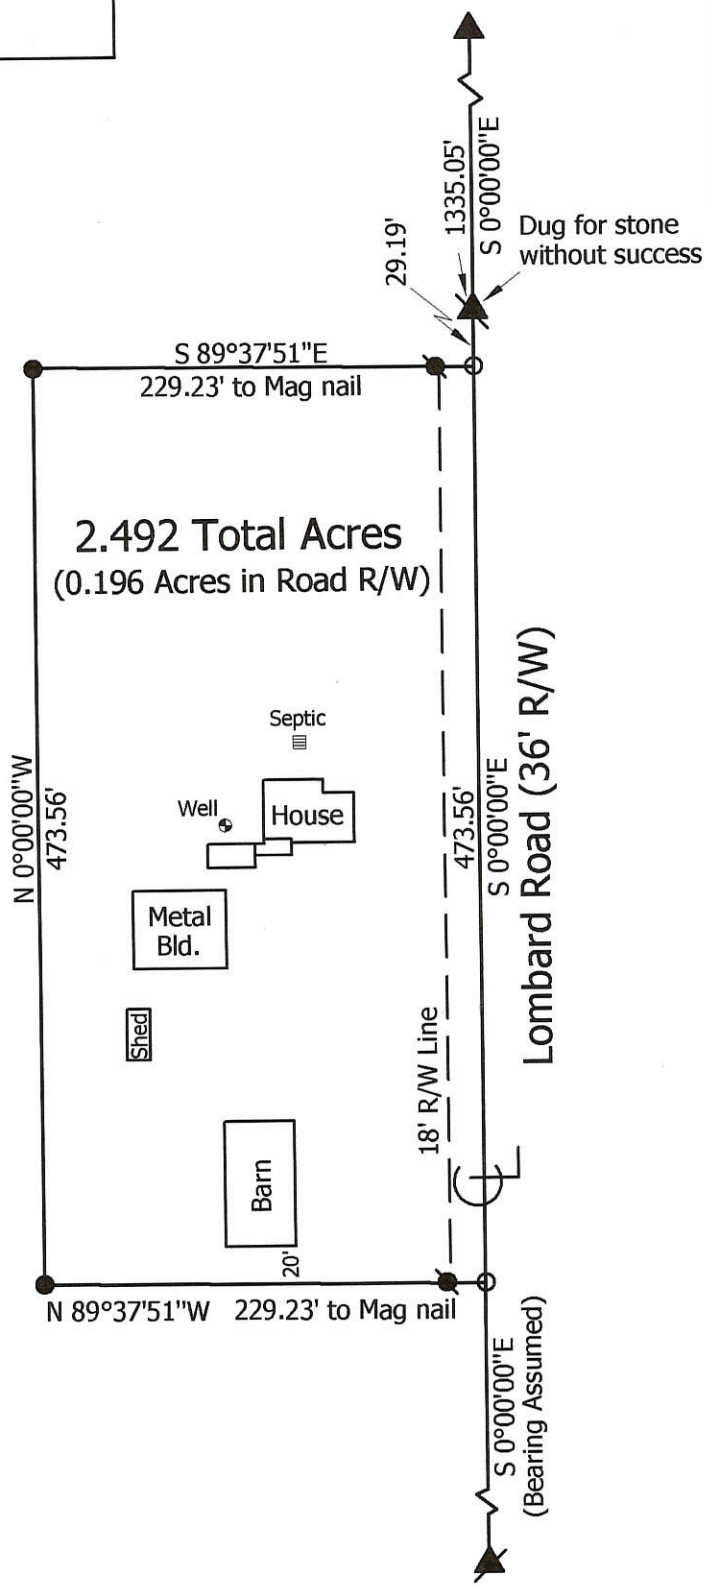 1335.05'
S 0°00'00"E
29.19'
Dug for stone
without success
S 89°37'51"E
229.23' to Mag nail
2.492 Total Acres
(0.196 Acres in Road R/W)
N 0°00'00"W
473.56'
Septic
Well
House
Metal
Bld.
Shed
Barn
20'
18' R/W Line
473.56'
S 0°00'00"E
Lombard Road (36' R/W)
N 89°37'51"W 229.23' to Mag nail
S 0°00'00"E
(Bearing Assumed)